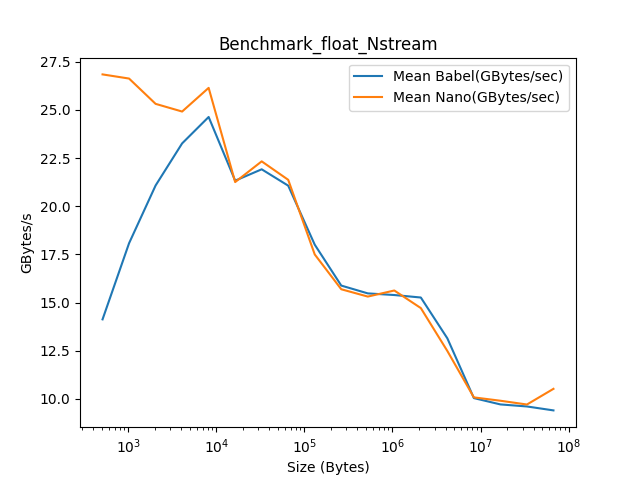 Benchmark_float_Nstream
Mean Babel(GBytes/sec)
Mean Nano(GBytes/sec)
GBytes/s
27.5
25.0
22.5
20.0
17.5
15.0
12.5
10.0
10³ 10⁴ 10⁵ 10⁶ 10⁷ 10⁸
Size (Bytes)